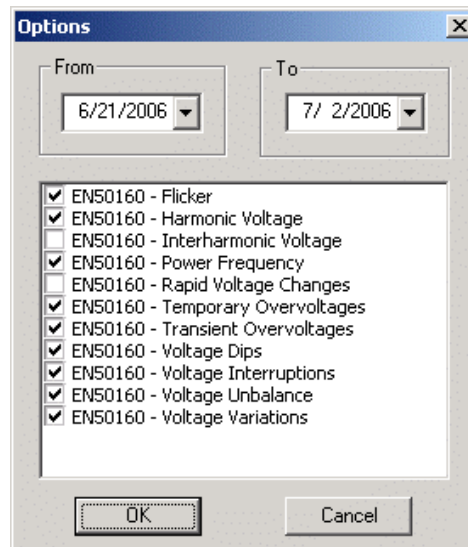 Options
From To
6/21/2006 7/ 2/2006
EN50160 - Flicker
EN50160 - Harmonic Voltage
EN50160 - Interharmonic Voltage
EN50160 - Power Frequency
EN50160 - Rapid Voltage Changes
EN50160 - Temporary Overvoltages
EN50160 - Transient Overvoltages
EN50160 - Voltage Dips
EN50160 - Voltage Interruptions
EN50160 - Voltage Unbalance
EN50160 - Voltage Variations
OK Cancel